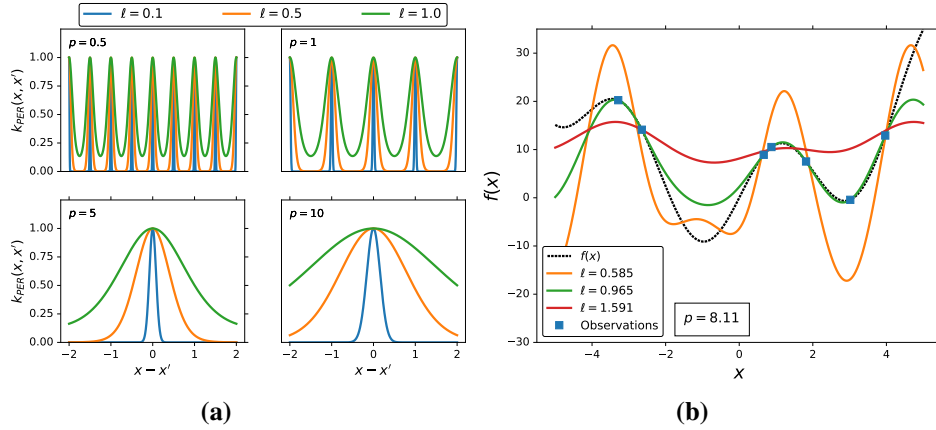 ℓ = 0.1 ℓ = 0.5 ℓ = 1.0
p = 0.5
p = 1
1.00
0.75
0.50
0.25
0.00
k_PER(x, x′)
p = 5
p = 10
1.00
0.75
0.50
0.25
0.00
k_PER(x, x′)
−2 −1 0 1 2
−2 −1 0 1 2
x − x′
x − x′
(a)
30
20
10
0
−10
−20
−30
f(x)
f(x)
ℓ = 0.585
ℓ = 0.965
ℓ = 1.591
Observations
p = 8.11
−4 −2 0 2 4
x
(b)